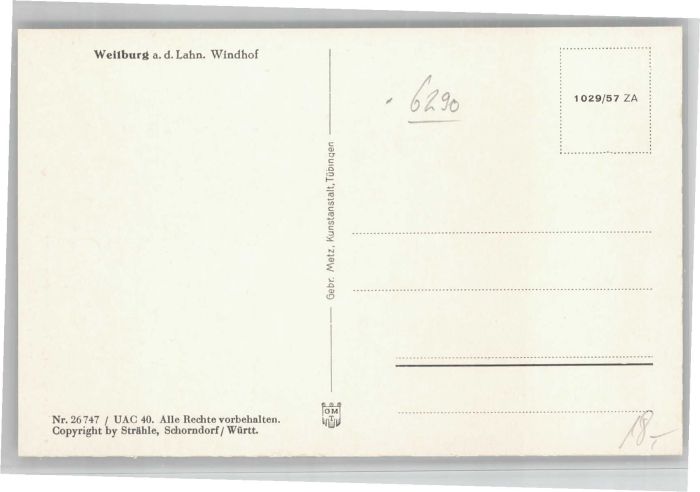 Weilburg a. d. Lahn. Windhof
6290
1029/57 ZA
Gebr. Metz, Kunstanstalt, Tübingen
GM
T
Nr. 26747 / UAC 40. Alle Rechte vorbehalten.
Copyright by Strähle, Schorndorf/Württ.
18,-